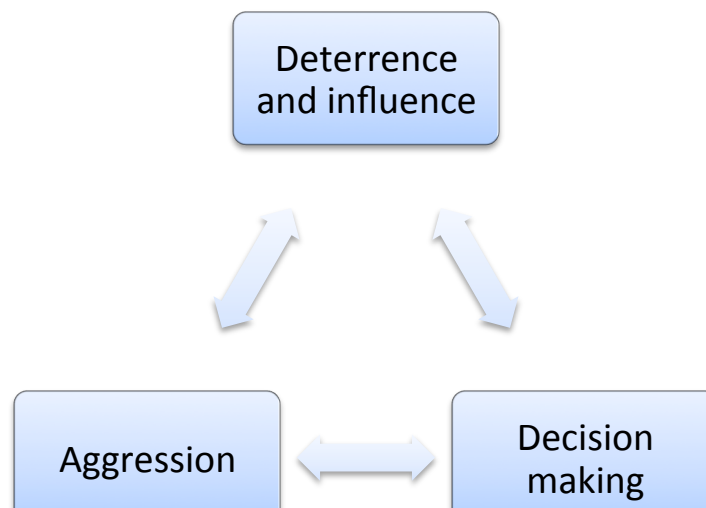 Deterrence
and influence
Aggression
Decision
making